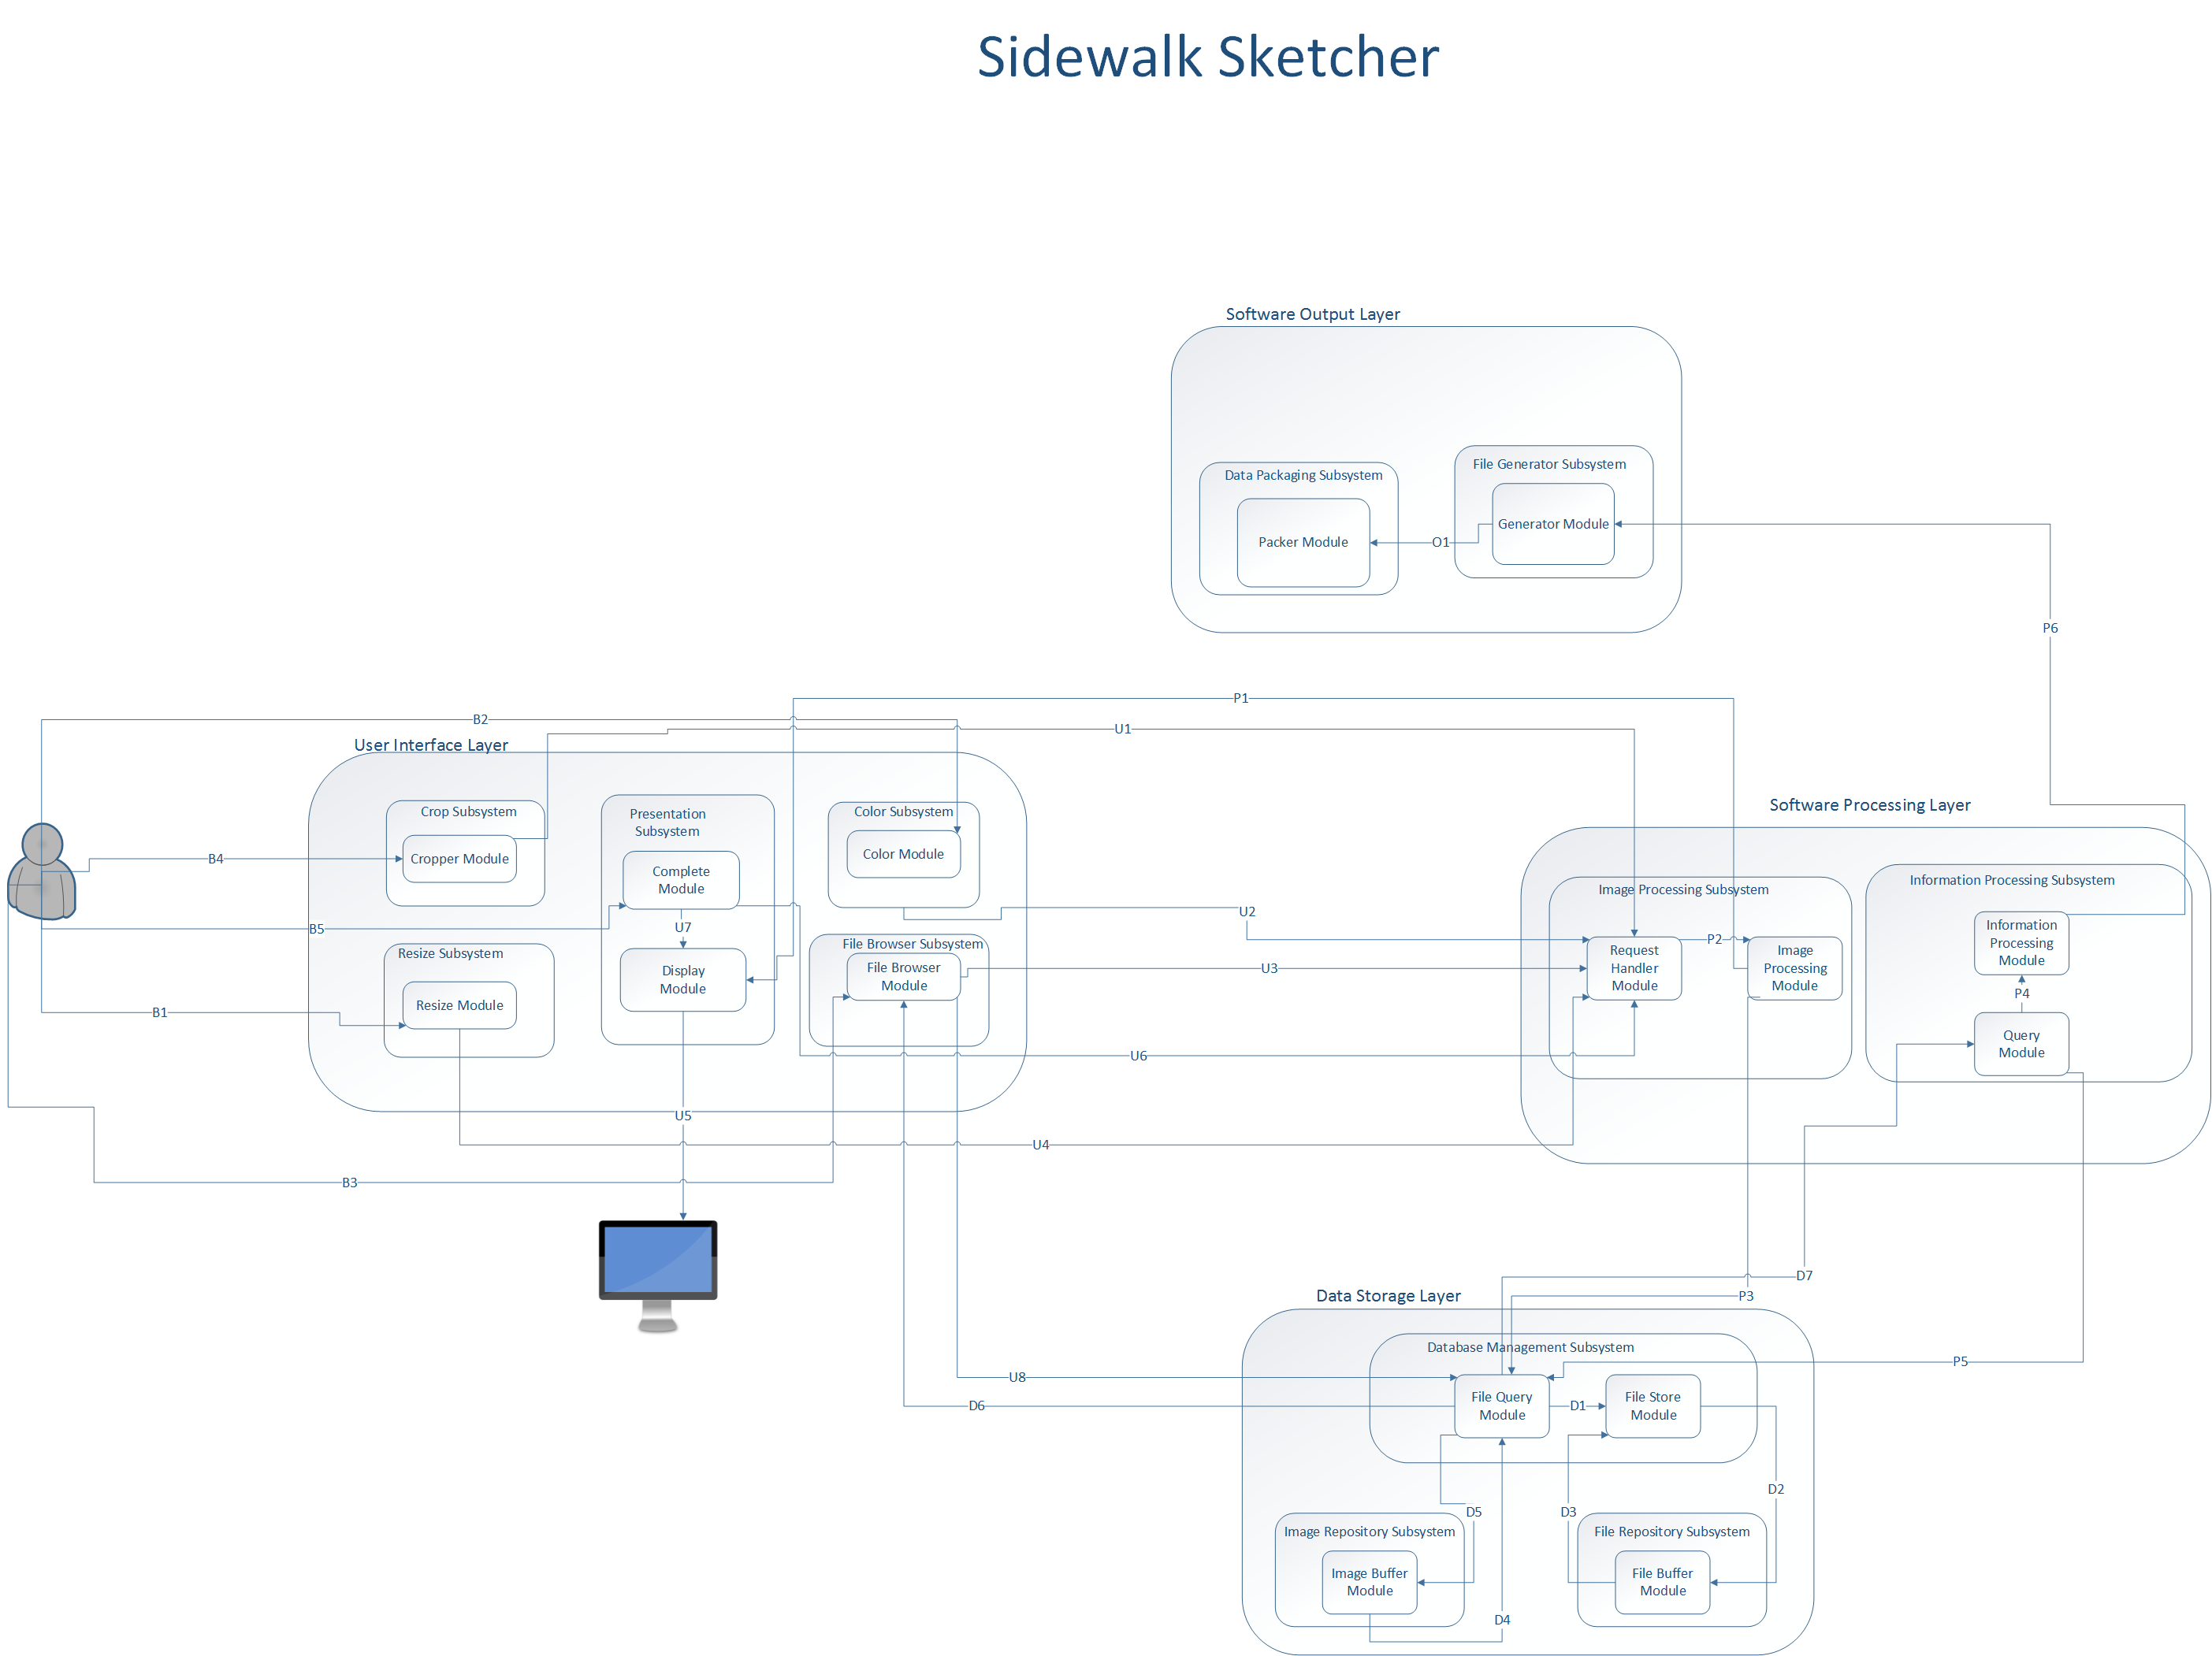 Sidewalk Sketcher
Software Output Layer
File Generator Subsystem
Data Packaging Subsystem
Generator Module
Packer Module
O1
P6
P1
B2
U1
User Interface Layer
Software Processing Layer
Crop Subsystem
Presentation
Subsystem
Color Subsystem
B4
Cropper Module
Complete
Module
Color Module
Image Processing Subsystem
Information Processing Subsystem
U2
B5
U7
Information
Processing
Module
P2
File Browser Subsystem
Resize Subsystem
Display
Module
File Browser
Module
U3
Request
Handler
Module
Image
Processing
Module
P4
B1
Resize Module
Query
Module
U6
U5
U4
B3
D7
P3
Data Storage Layer
Database Management Subsystem
P5
U8
D6
File Query
Module
D1
File Store
Module
D2
D5
D3
Image Repository Subsystem
File Repository Subsystem
Image Buffer
Module
File Buffer
Module
D4